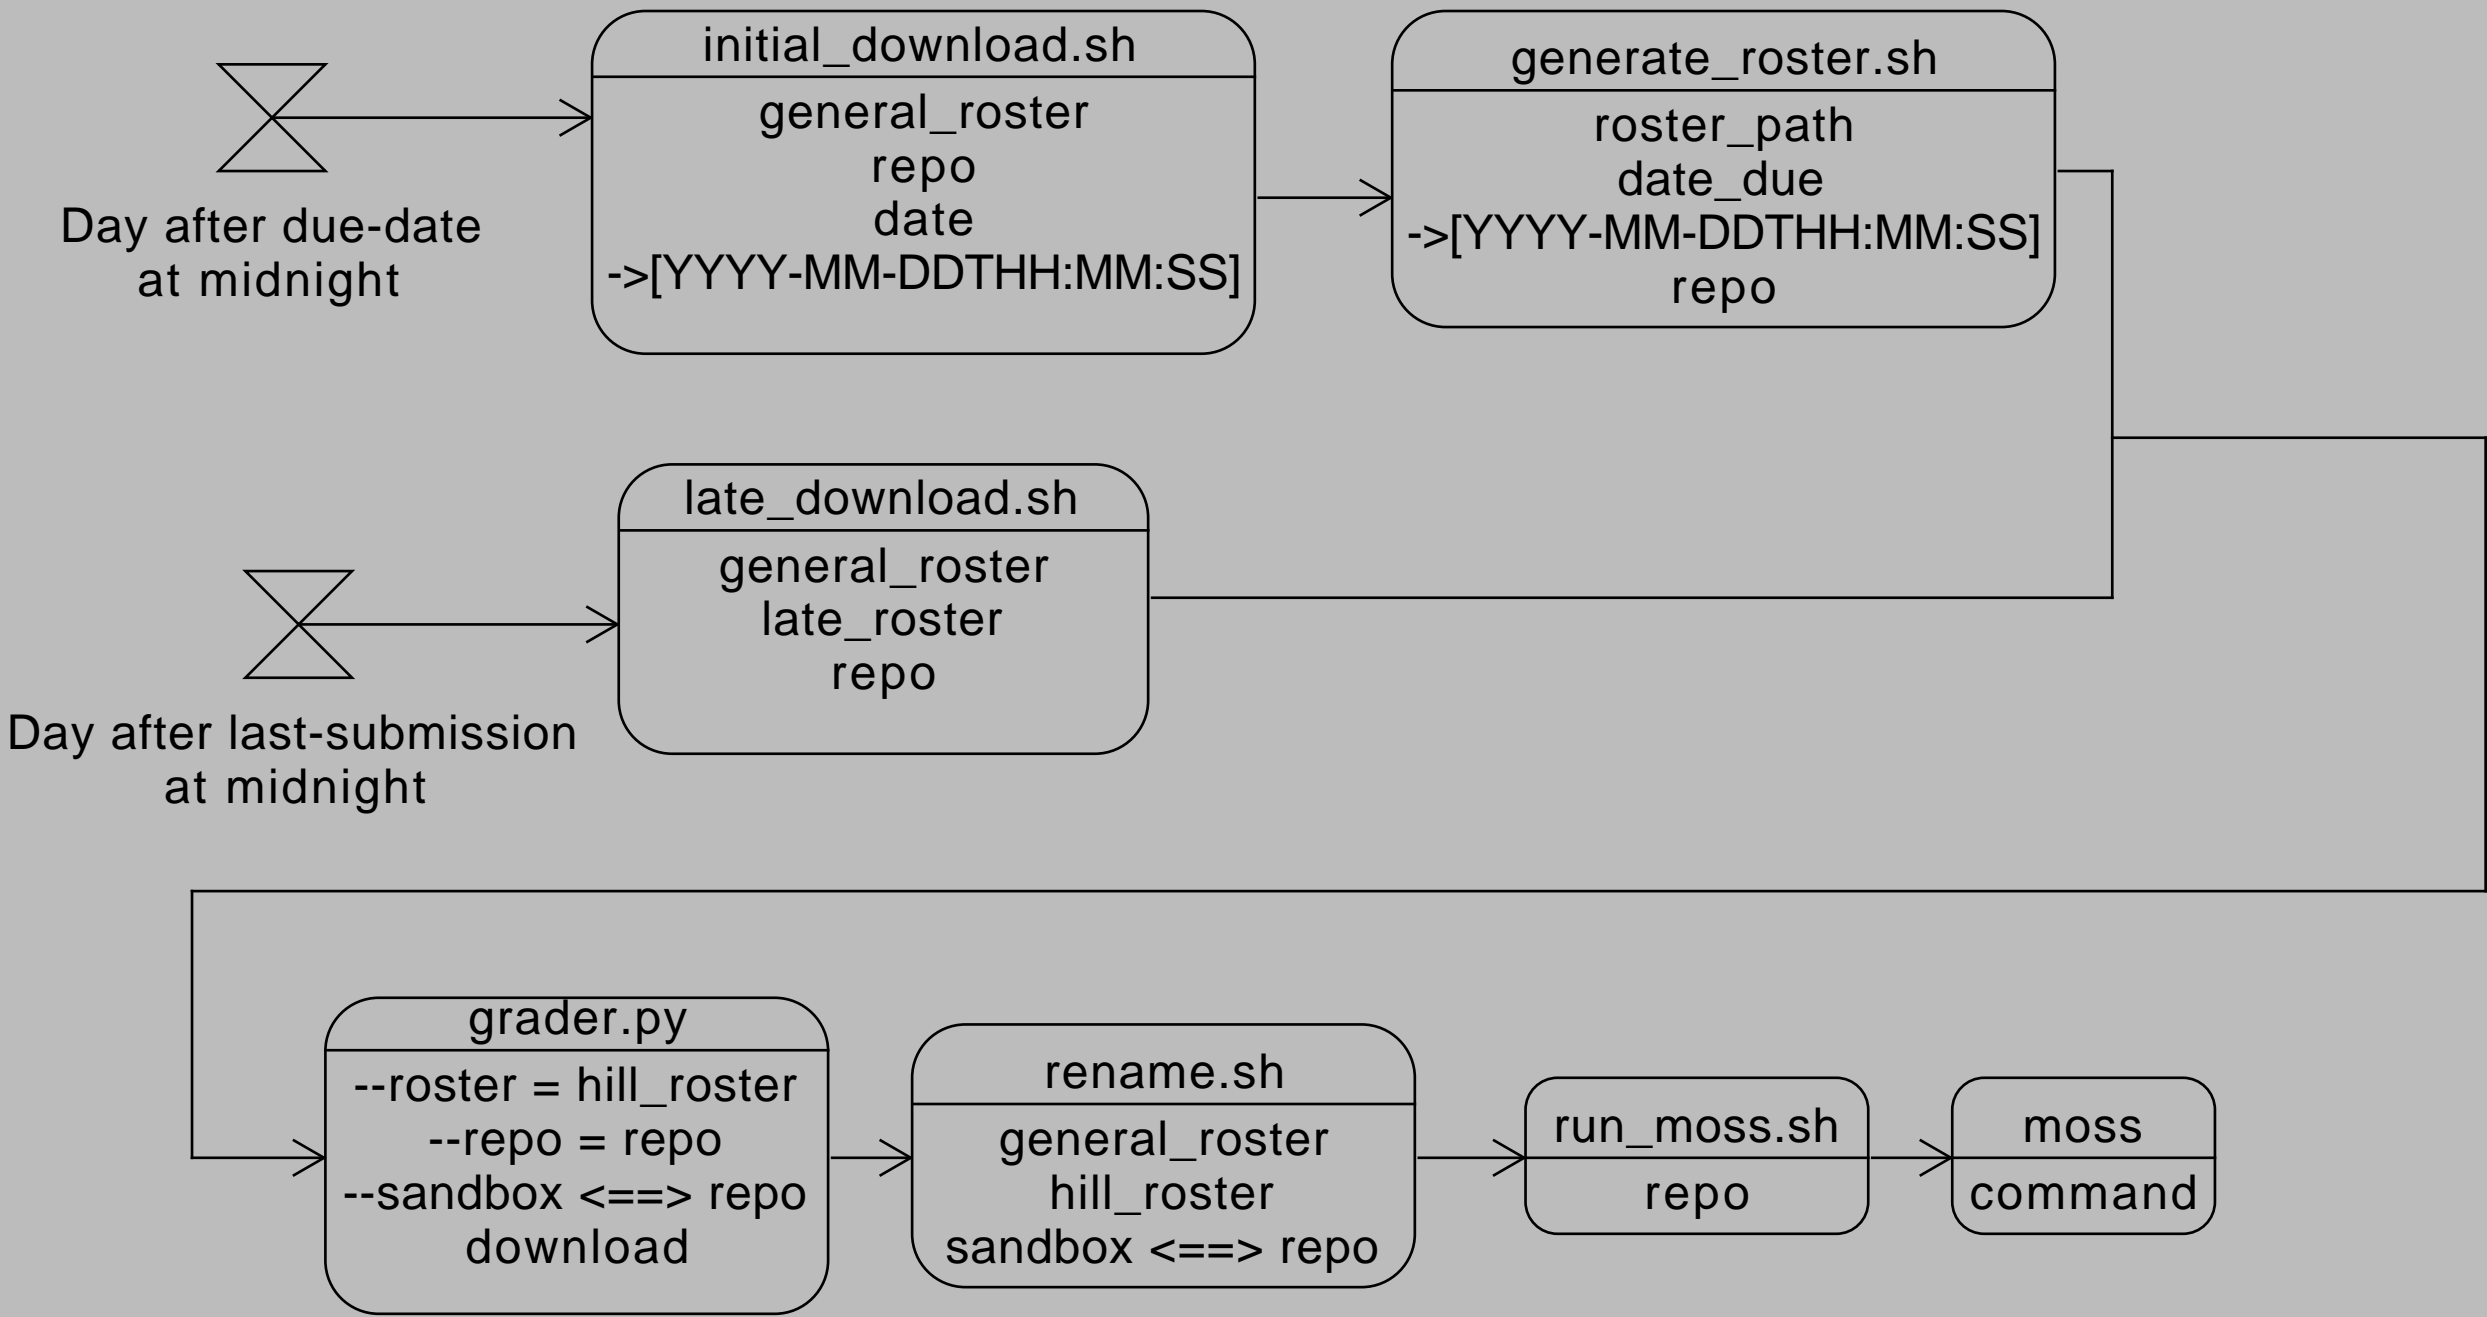 initial_download.sh
general_roster
repo
date
->[YYYY-MM-DDTHH:MM:SS]
generate_roster.sh
roster_path
date_due
->[YYYY-MM-DDTHH:MM:SS]
repo
Day after due-date
at midnight
late_download.sh
general_roster
late_roster
repo
Day after last-submission
at midnight
grader.py
--roster = hill_roster
--repo = repo
--sandbox <==> repo
download
rename.sh
general_roster
hill_roster
sandbox <==> repo
run_moss.sh
repo
moss
command